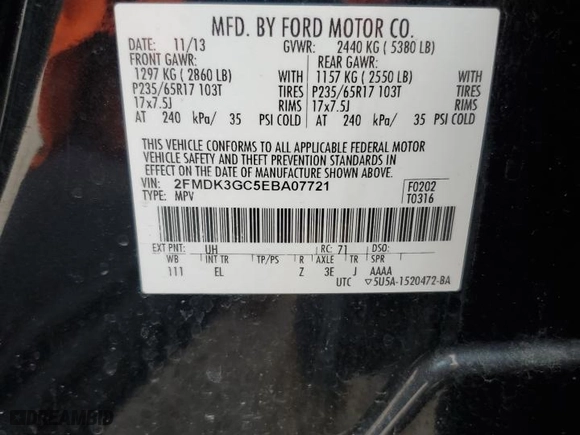 MFD. BY FORD MOTOR CO.
DATE: 11/13 GVWR: 2440 KG ( 5380 LB)
FRONT GAWR: REAR GAWR:
1297 KG ( 2860 LB) WITH 1157 KG ( 2550 LB) WITH
P235/65R17 103T TIRES P235/65R17 103T TIRES
17x7.5J RIMS 17x7.5J RIMS
AT 240 kPa/ 35 PSI COLD AT 240 kPa/ 35 PSI COLD
THIS VEHICLE CONFORMS TO ALL APPLICABLE FEDERAL MOTOR
VEHICLE SAFETY AND THEFT PREVENTION STANDARDS IN
EFFECT ON THE DATE OF MANUFACTURE SHOWN ABOVE.
VIN: 2FMDK3GC5EBA07721 F0202
TYPE: MPV T0316
EXT PNT: UH RC: 71 DSO:
WB INT TR TP/PS R AXLE TR SPR
111 EL Z 3E J AAAA
UTC ▽5U5A-1520472-BA
DREAMBID